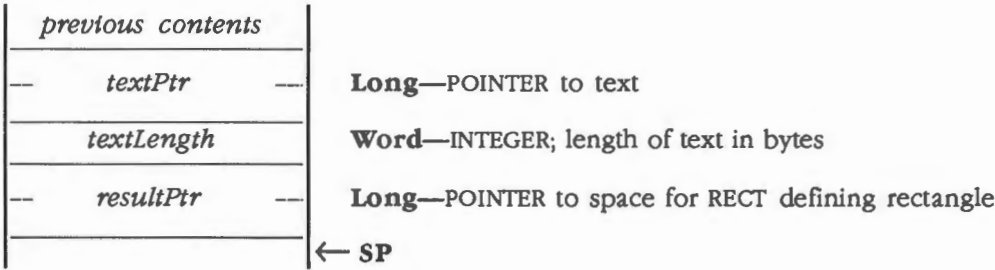 previous contents
textPtr Long—POINTER to text
textLength Word—INTEGER; length of text in bytes
resultPtr Long—POINTER to space for RECT defining rectangle
← SP